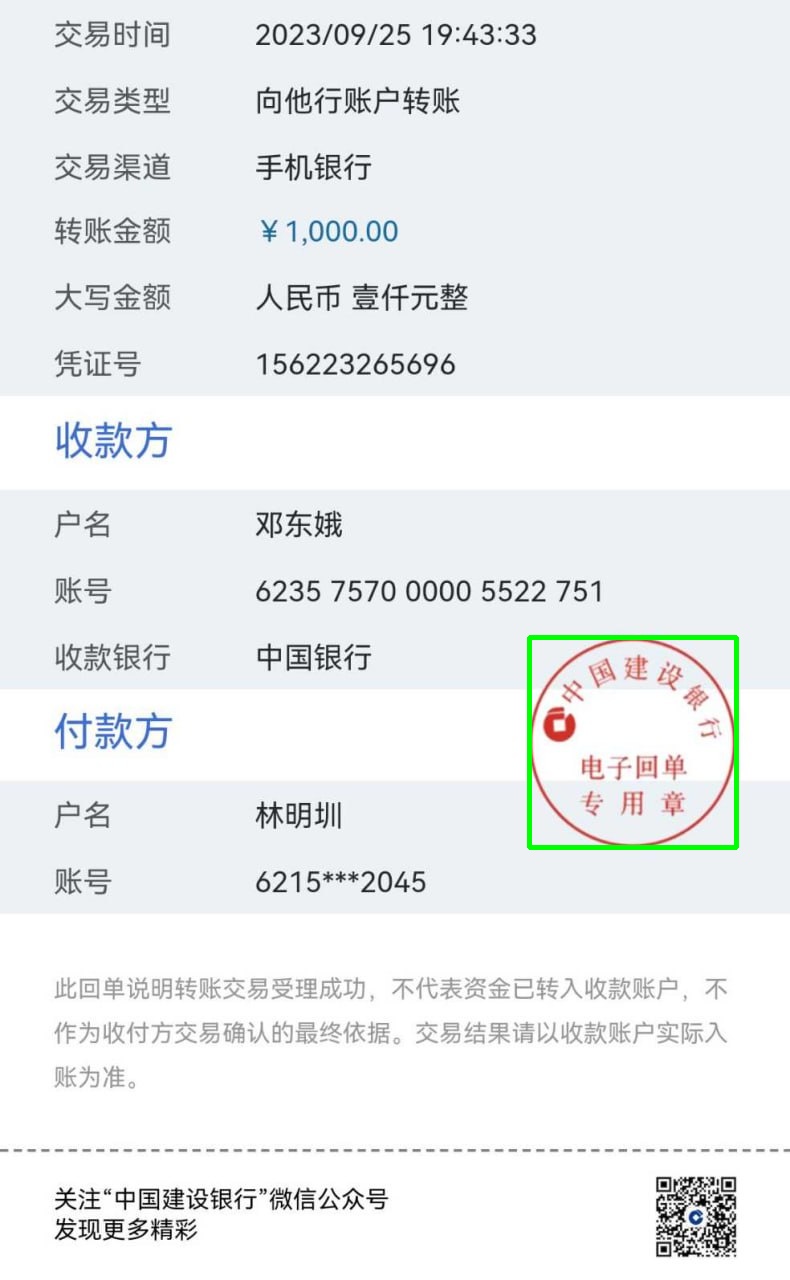 交易时间 2023/09/25 19:43:33
交易类型 向他行账户转账
交易渠道 手机银行
转账金额 ￥1,000.00
大写金额 人民币 壹仟元整
凭证号 156223265696
收款方
户名 邓东娥
账号 6235 7570 0000 5522 751
收款银行 中国银行
中国建设银行
电子回单
专用章
付款方
户名 林明圳
账号 6215***2045
此回单说明转账交易受理成功，不代表资金已转入收款账户，不
作为收付方交易确认的最终依据。交易结果请以收款账户实际入
账为准。
关注“中国建设银行”微信公众号
发现更多精彩